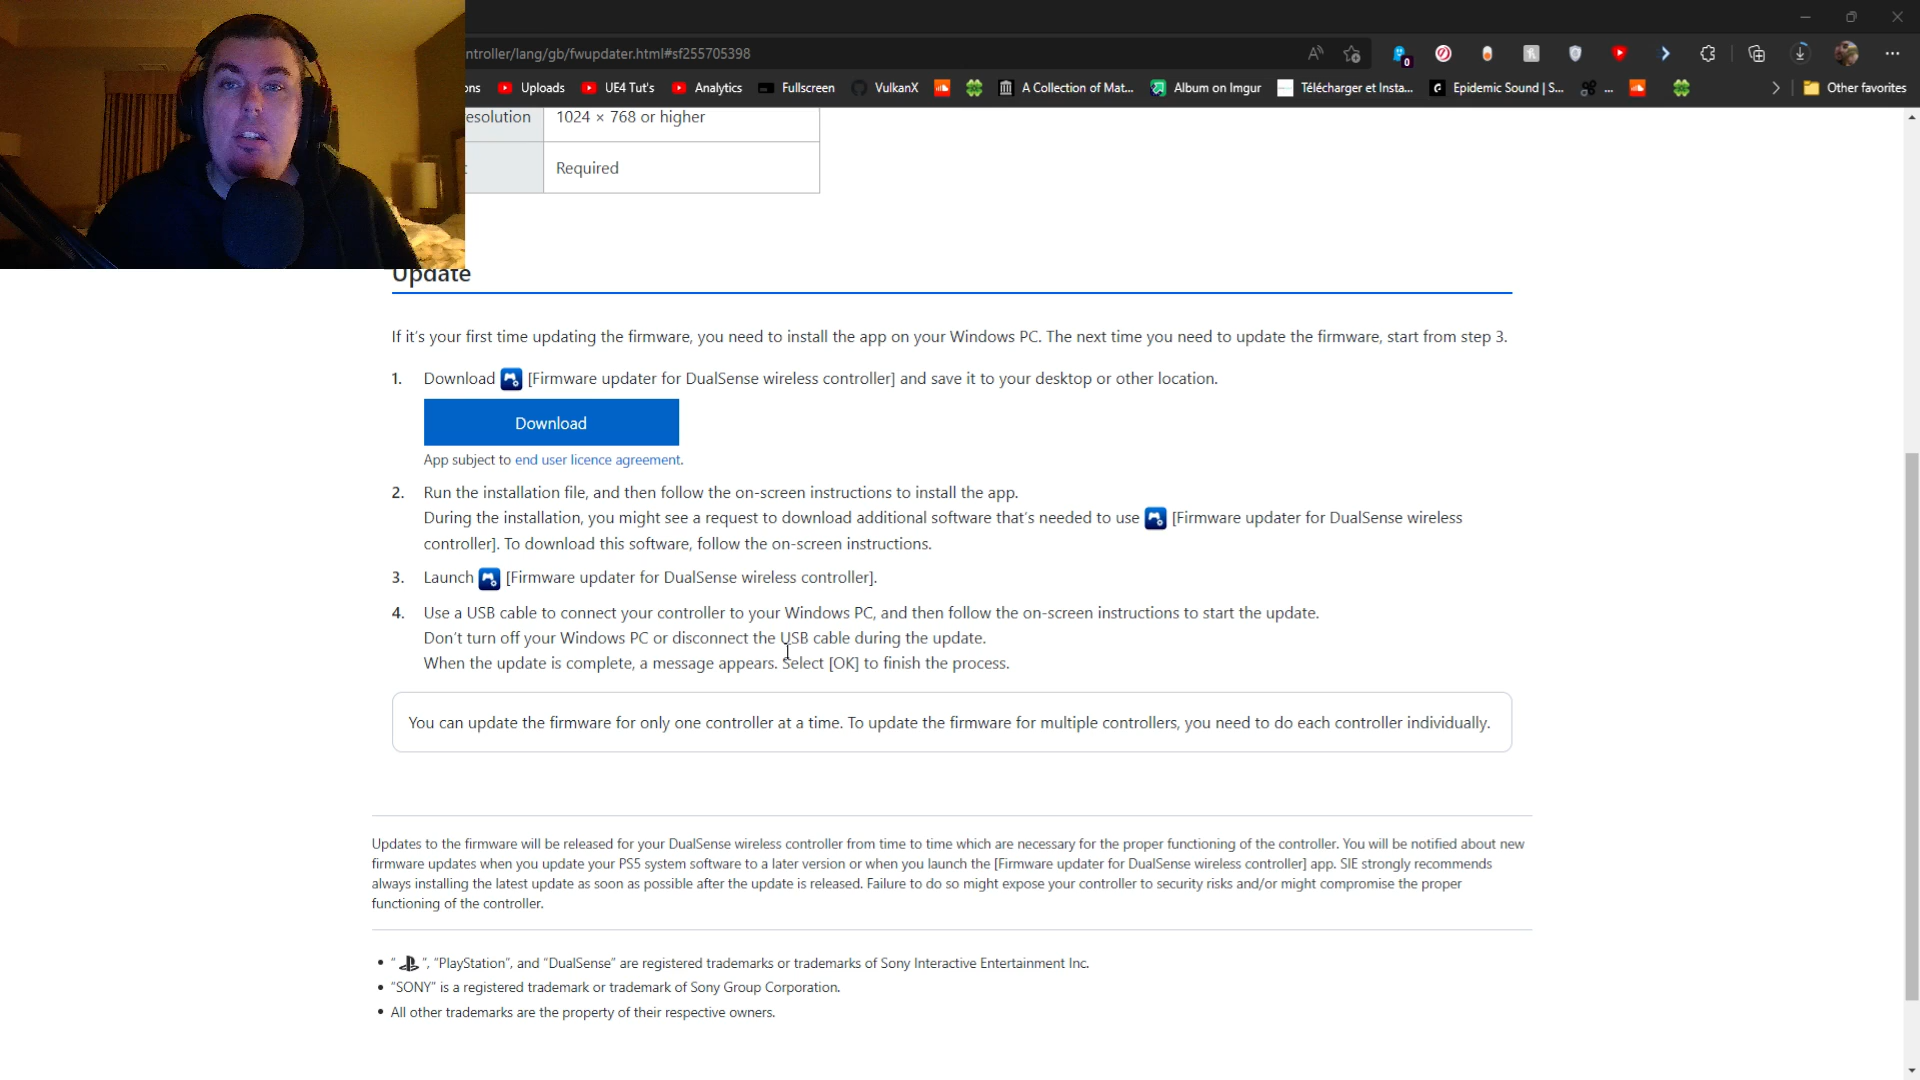 ntroller/lang/gb/fwupdater.html#sf255705398
ons Uploads UE4 Tut's Analytics Fullscreen VulkanX A Collection of Mat... Album on Imgur Télécharger et Insta... Epidemic Sound | S... ... Other favorites
esolution 1024 × 768 or higher
t Required
Update
If it's your first time updating the firmware, you need to install the app on your Windows PC. The next time you need to update the firmware, start from step 3.
1. Download [Firmware updater for DualSense wireless controller] and save it to your desktop or other location.
Download
App subject to end user licence agreement.
2. Run the installation file, and then follow the on-screen instructions to install the app.
During the installation, you might see a request to download additional software that's needed to use [Firmware updater for DualSense wireless
controller]. To download this software, follow the on-screen instructions.
3. Launch [Firmware updater for DualSense wireless controller].
4. Use a USB cable to connect your controller to your Windows PC, and then follow the on-screen instructions to start the update.
Don't turn off your Windows PC or disconnect the USB cable during the update.
When the update is complete, a message appears. Select [OK] to finish the process.
You can update the firmware for only one controller at a time. To update the firmware for multiple controllers, you need to do each controller individually.
Updates to the firmware will be released for your DualSense wireless controller from time to time which are necessary for the proper functioning of the controller. You will be notified about new
firmware updates when you update your PS5 system software to a later version or when you launch the [Firmware updater for DualSense wireless controller] app. SIE strongly recommends
always installing the latest update as soon as possible after the update is released. Failure to do so might expose your controller to security risks and/or might compromise the proper
functioning of the controller.
• " ", "PlayStation", and "DualSense" are registered trademarks or trademarks of Sony Interactive Entertainment Inc.
• "SONY" is a registered trademark or trademark of Sony Group Corporation.
• All other trademarks are the property of their respective owners.